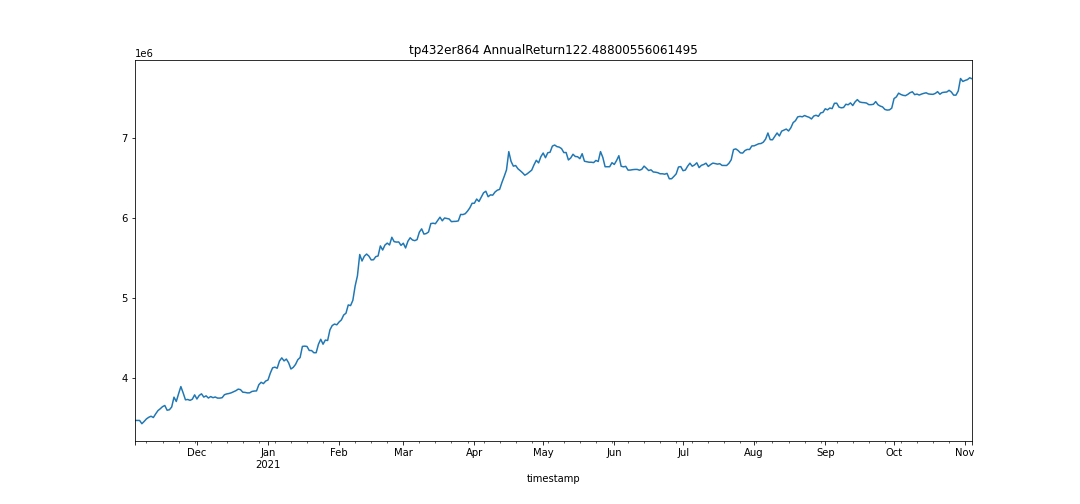 tp432er864 AnnualReturn122.48800556061495
1e6
7
6
5
4
Dec Jan Feb Mar Apr May Jun Jul Aug Sep Oct Nov
2021
timestamp